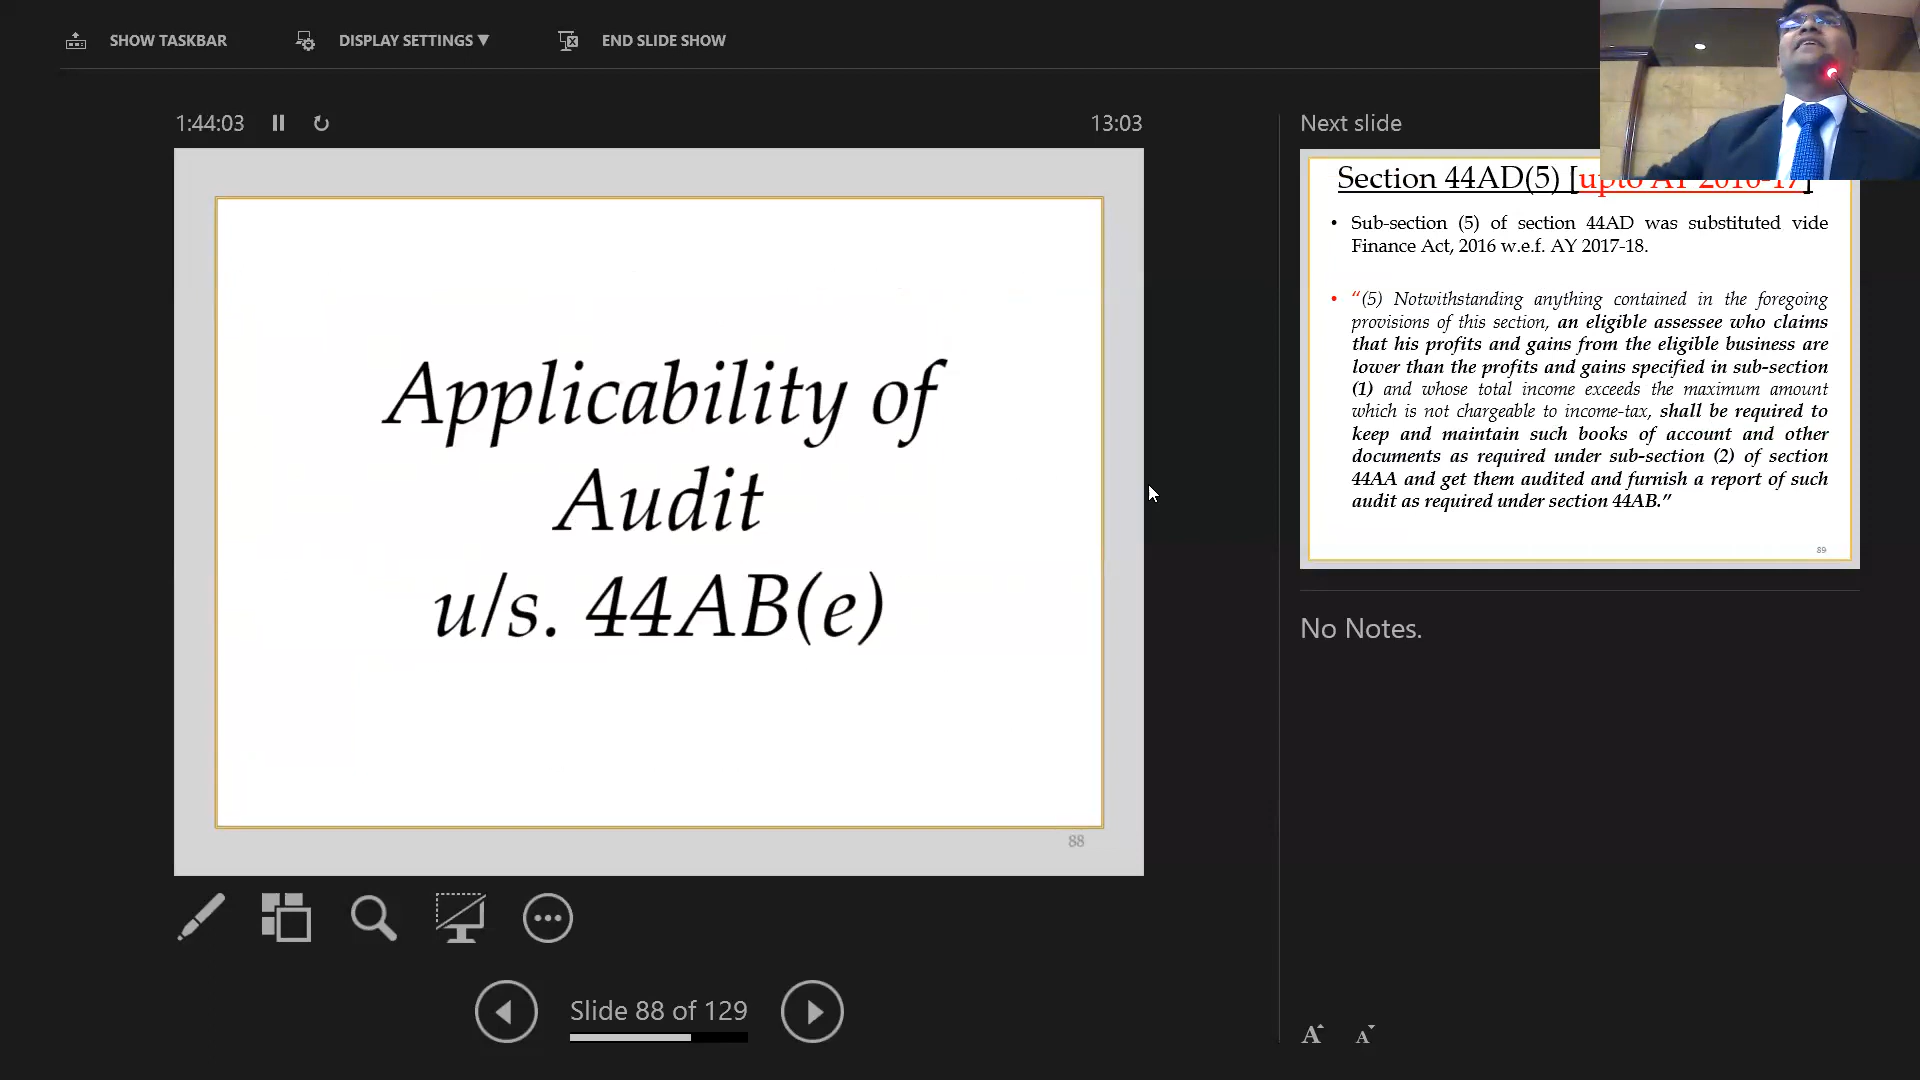 SHOW TASKBAR
DISPLAY SETTINGS ▼
END SLIDE SHOW
1:44:03
13:03
Applicability of
Audit
u/s. 44AB(e)
88
Slide 88 of 129
Next slide
Section 44AD(5) [upto AY 2016-17]
• Sub-section (5) of section 44AD was substituted vide
Finance Act, 2016 w.e.f. AY 2017-18.
• “(5) Notwithstanding anything contained in the foregoing
provisions of this section, an eligible assessee who claims
that his profits and gains from the eligible business are
lower than the profits and gains specified in sub-section
(1) and whose total income exceeds the maximum amount
which is not chargeable to income-tax, shall be required to
keep and maintain such books of account and other
documents as required under sub-section (2) of section
44AA and get them audited and furnish a report of such
audit as required under section 44AB.”
89
No Notes.
A A